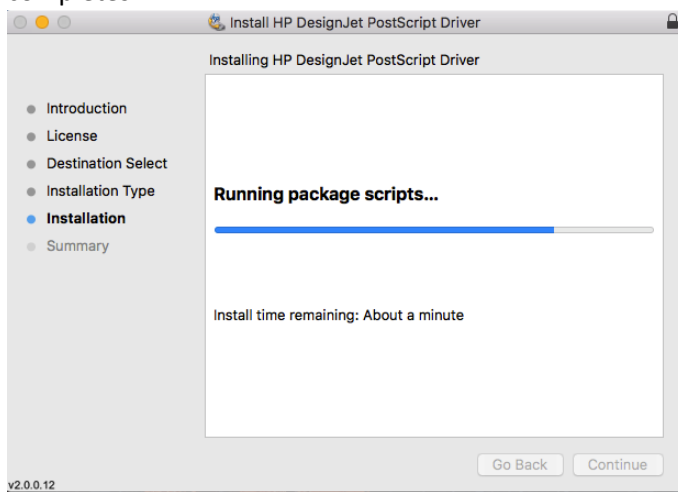 Install HP DesignJet PostScript Driver
Installing HP DesignJet PostScript Driver
Introduction
License
Destination Select
Installation Type
Installation
Summary
Running package scripts...
Install time remaining: About a minute
Go Back Continue
v2.0.0.12